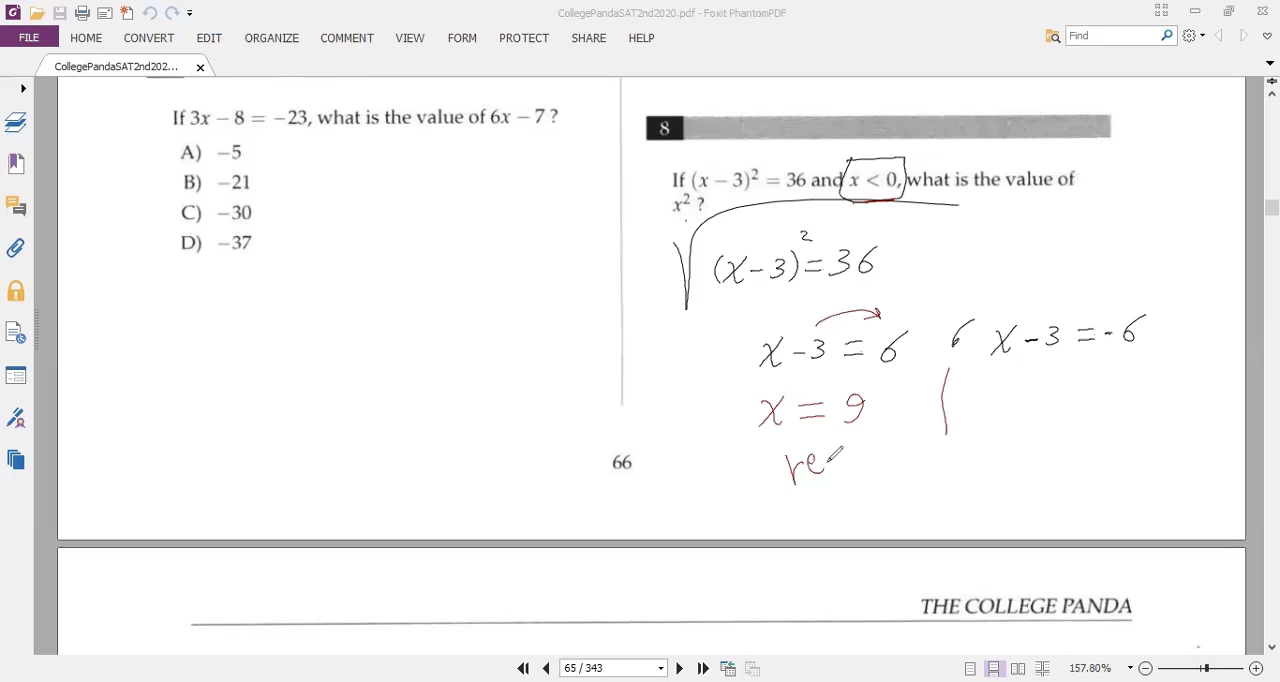 CollegePandaSAT2nd2020.pdf - Foxit PhantomPDF
FILE HOME CONVERT EDIT ORGANIZE COMMENT VIEW FORM PROTECT SHARE HELP
Find
CollegePandaSAT2nd202...
If 3x − 8 = −23, what is the value of 6x − 7 ?
A) −5
B) −21
C) −30
D) −37
8
If (x − 3)² = 36 and x < 0, what is the value of
x² ?
√(x − 3)² = 36
x − 3 = 6
x − 3 = -6
x = 9
re
66
THE COLLEGE PANDA
65 / 343
157.80%